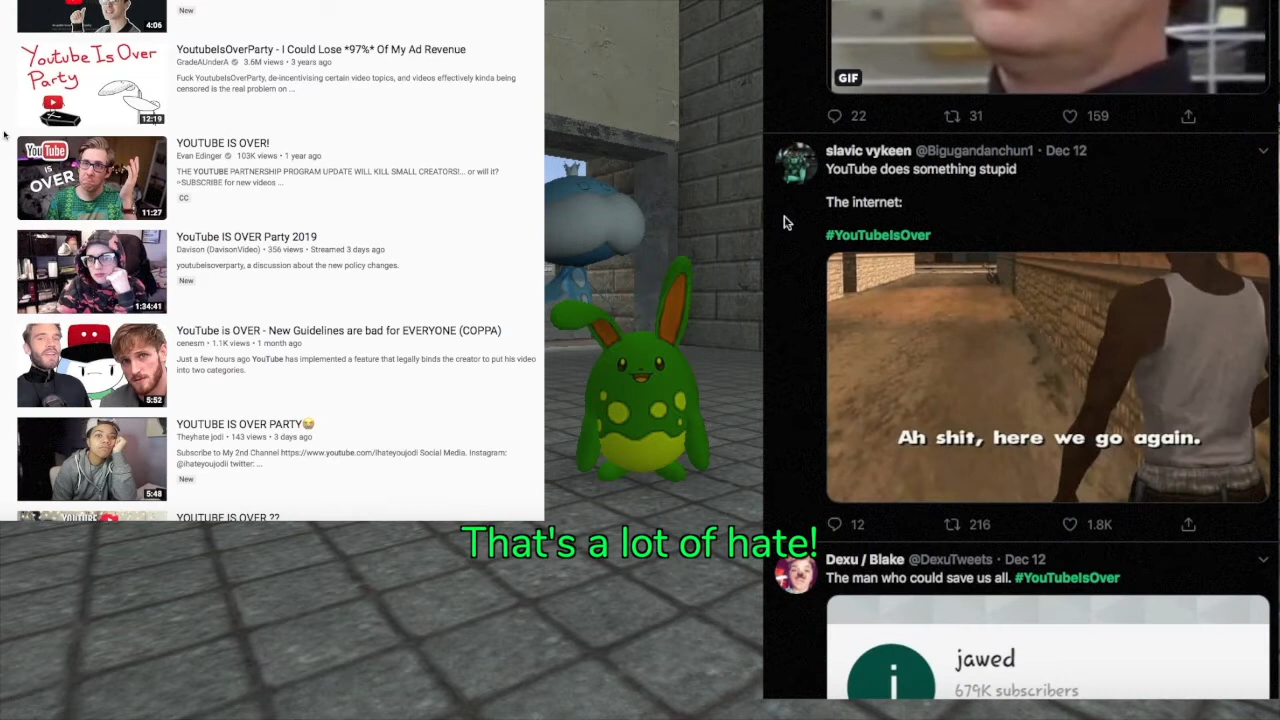 4:06
New
Youtube Is Over
Party
12:19
YoutubeIsOverParty - I Could Lose *97%* Of My Ad Revenue
GradeAUnderA 3.6M views • 3 years ago
Fuck YoutubeIsOverParty, de-incentivising certain video topics, and videos effectively kinda being
censored is the real problem on ...
YouTube
IS
OVER
11:27
YOUTUBE IS OVER!
Evan Edinger 103K views • 1 year ago
THE YOUTUBE PARTNERSHIP PROGRAM UPDATE WILL KILL SMALL CREATORS!... or will it?
SUBSCRIBE for new videos ...
CC
1:34:41
YouTube IS OVER Party 2019
Davison (DavisonVideo) • 356 views • Streamed 3 days ago
youtubeisoverparty, a discussion about the new policy changes.
New
5:52
YouTube is OVER - New Guidelines are bad for EVERYONE (COPPA)
cenesm • 1.1K views • 1 month ago
Just a few hours ago YouTube has implemented a feature that legally binds the creator to put his video
into two categories.
5:48
YOUTUBE IS OVER PARTY😭
Theyhate jodi • 143 views • 3 days ago
Subscribe to My 2nd Channel https://www.youtube.com/ihateyoujodi Social Media. Instagram:
@ihateyoujodii twitter: ...
New
YOUTUBE
YOUTUBE IS OVER ??
That's a lot of hate!
GIF
22 31 159
slavic vykeen @Bigugandanchun1 · Dec 12
YouTube does something stupid
The internet:
#YouTubeIsOver
Ah shit, here we go again.
12 216 1.8K
Dexu / Blake @DexuTweets · Dec 12
The man who could save us all. #YouTubeIsOver
j
jawed
679K subscribers